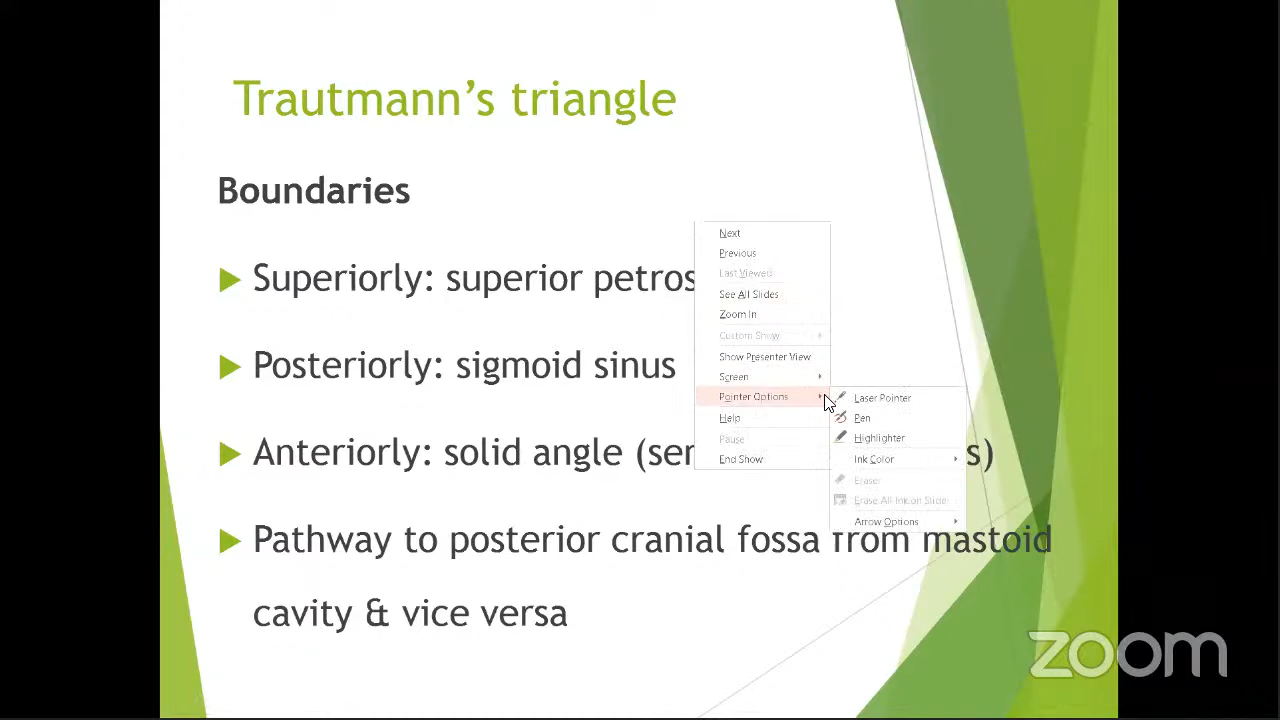 Trautmann's triangle
Boundaries
Superiorly: superior petros
Posteriorly: sigmoid sinus
Anteriorly: solid angle (ser s)
Pathway to posterior cranial fossa from mastoid
cavity & vice versa
Next
Previous
Last Viewed
See All Slides
Zoom In
Custom Show
Show Presenter View
Screen
Pointer Options
Help
Pause
End Show
Laser Pointer
Pen
Highlighter
Ink Color
Eraser
Erase All Ink on Slide
Arrow Options
zoom